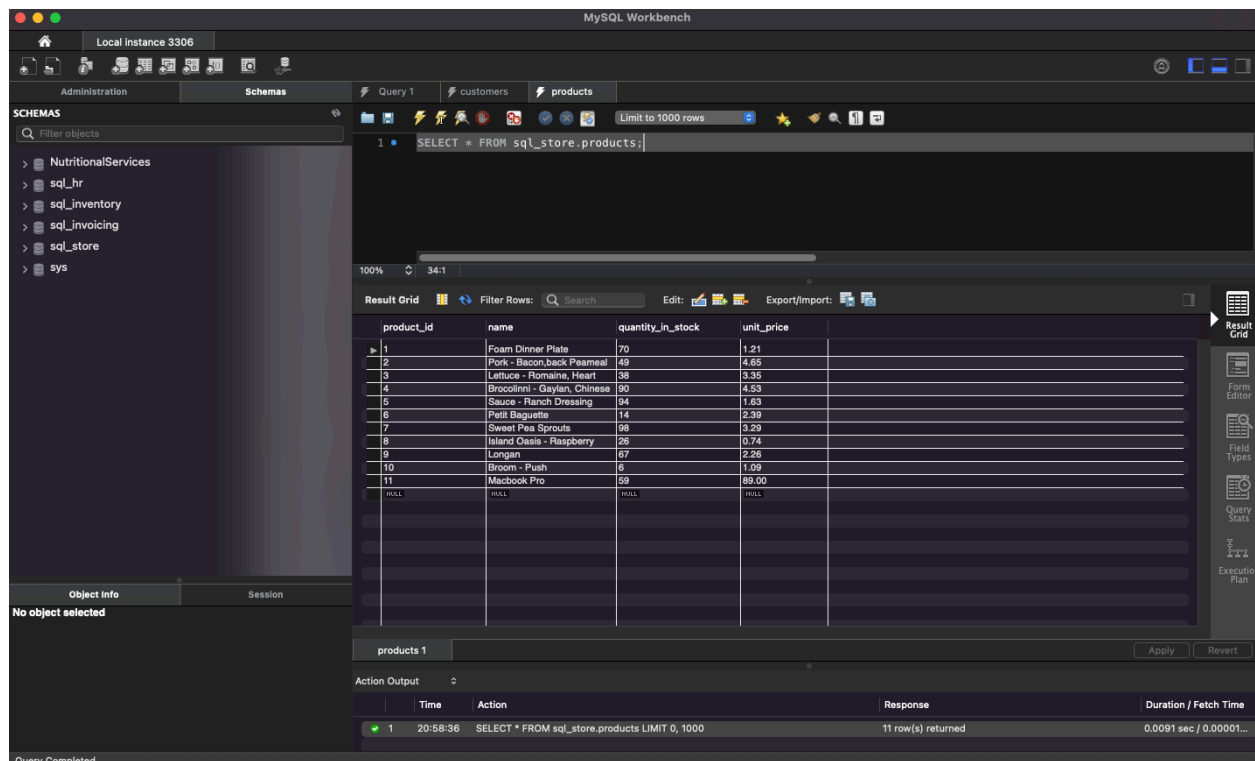 MySQL Workbench
Local instance 3306
Administration
Schemas
Query 1
customers
products
SCHEMAS
Filter objects
NutritionalServices
sql_hr
sql_inventory
sql_invoicing
sql_store
sys
Limit to 1000 rows
1
SELECT * FROM sql_store.products;
100%
34:1
Result Grid
Filter Rows:
Search
Edit:
Export/Import:
product_id name quantity_in_stock unit_price
1 Foam Dinner Plate 70 1.21
2 Pork - Bacon,back Peameal 49 4.65
3 Lettuce - Romaine, Heart 38 3.35
4 Brocolinni - Gaylan, Chinese 90 4.53
5 Sauce - Ranch Dressing 94 1.63
6 Petit Baguette 14 2.39
7 Sweet Pea Sprouts 98 3.29
8 Island Oasis - Raspberry 26 0.74
9 Longan 67 2.26
10 Broom - Push 6 1.09
11 Macbook Pro 59 89.00
NULL NULL NULL NULL
Result
Grid
Form
Editor
Field
Types
Query
Stats
Executio
Plan
Object Info
Session
No object selected
products 1
Apply
Revert
Action Output
Time Action Response Duration / Fetch Time
1 20:58:36 SELECT * FROM sql_store.products LIMIT 0, 1000 11 row(s) returned 0.0091 sec / 0.00001...
Query Completed